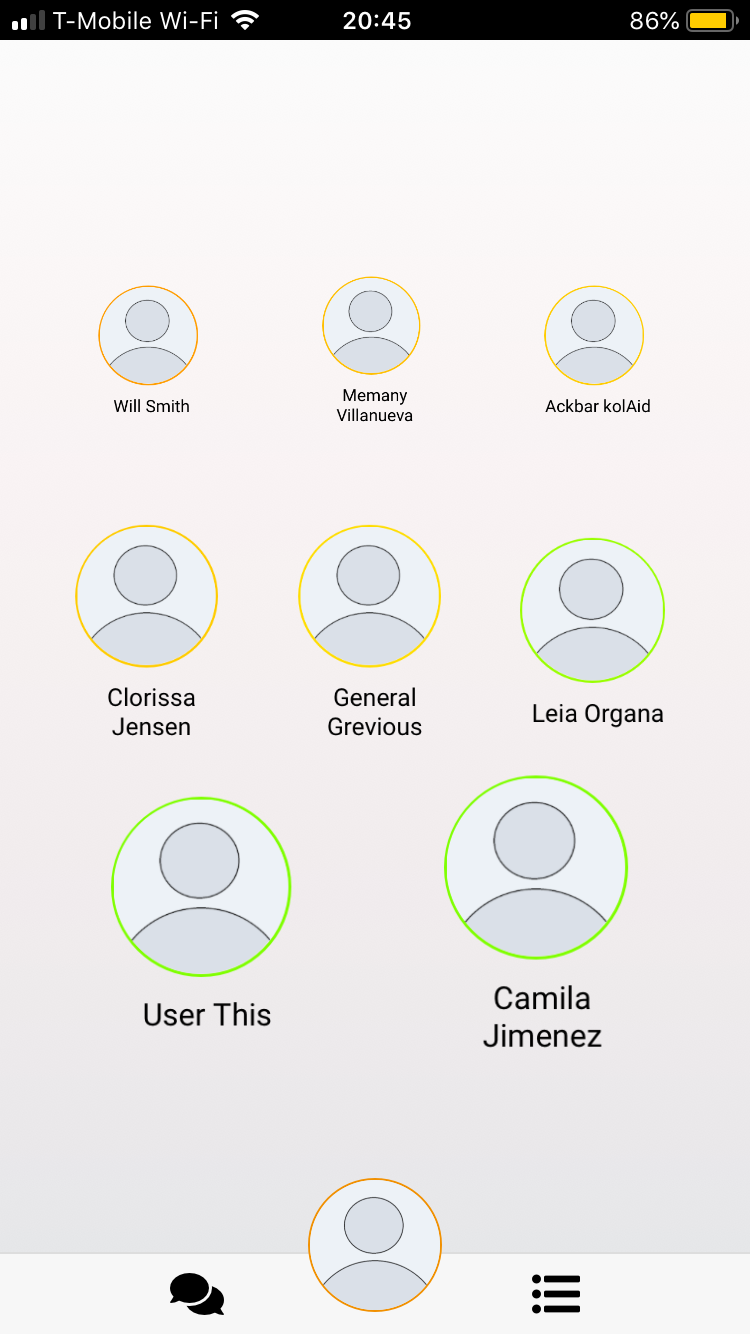 T-Mobile Wi-Fi 20:45 86%
Will Smith
Memany
Villanueva
Ackbar kolAid
Clorissa
Jensen
General
Grevious
Leia Organa
User This
Camila
Jimenez